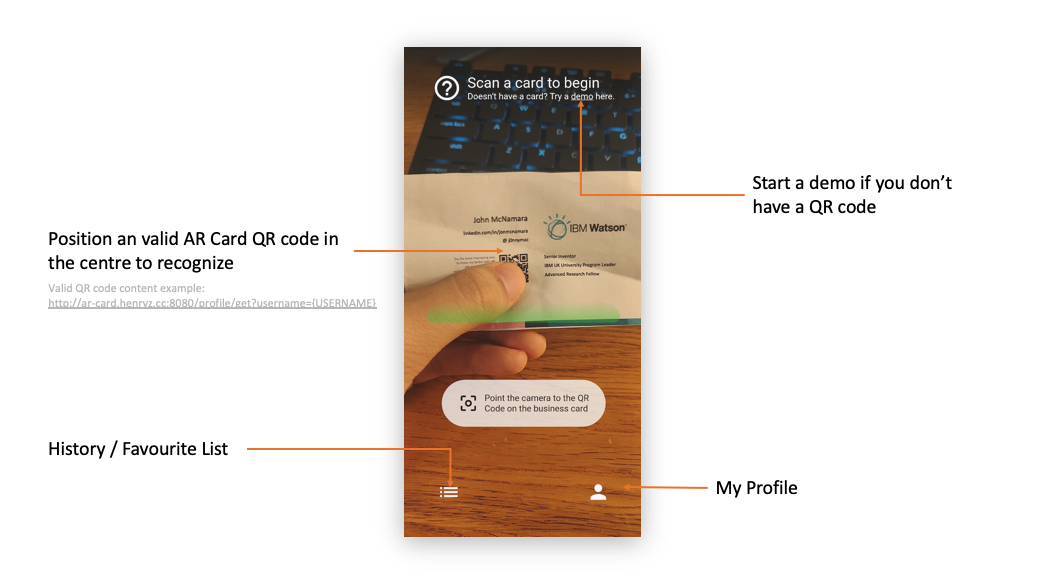 Scan a card to begin
Doesn't have a card? Try a demo here.
Start a demo if you don't
have a QR code
John McNamara
linkedin.com/in/jonmcnamara
@ j0nnymac
IBM Watson
Position an valid AR Card QR code in
the centre to recognize
Valid QR code content example:
http://ar-card.henryz.cc:8080/profile/get?username={USERNAME}
Senior Inventor
IBM UK University Program Leader
Advanced Research Fellow
Point the camera to the QR
Code on the business card
History / Favourite List
My Profile